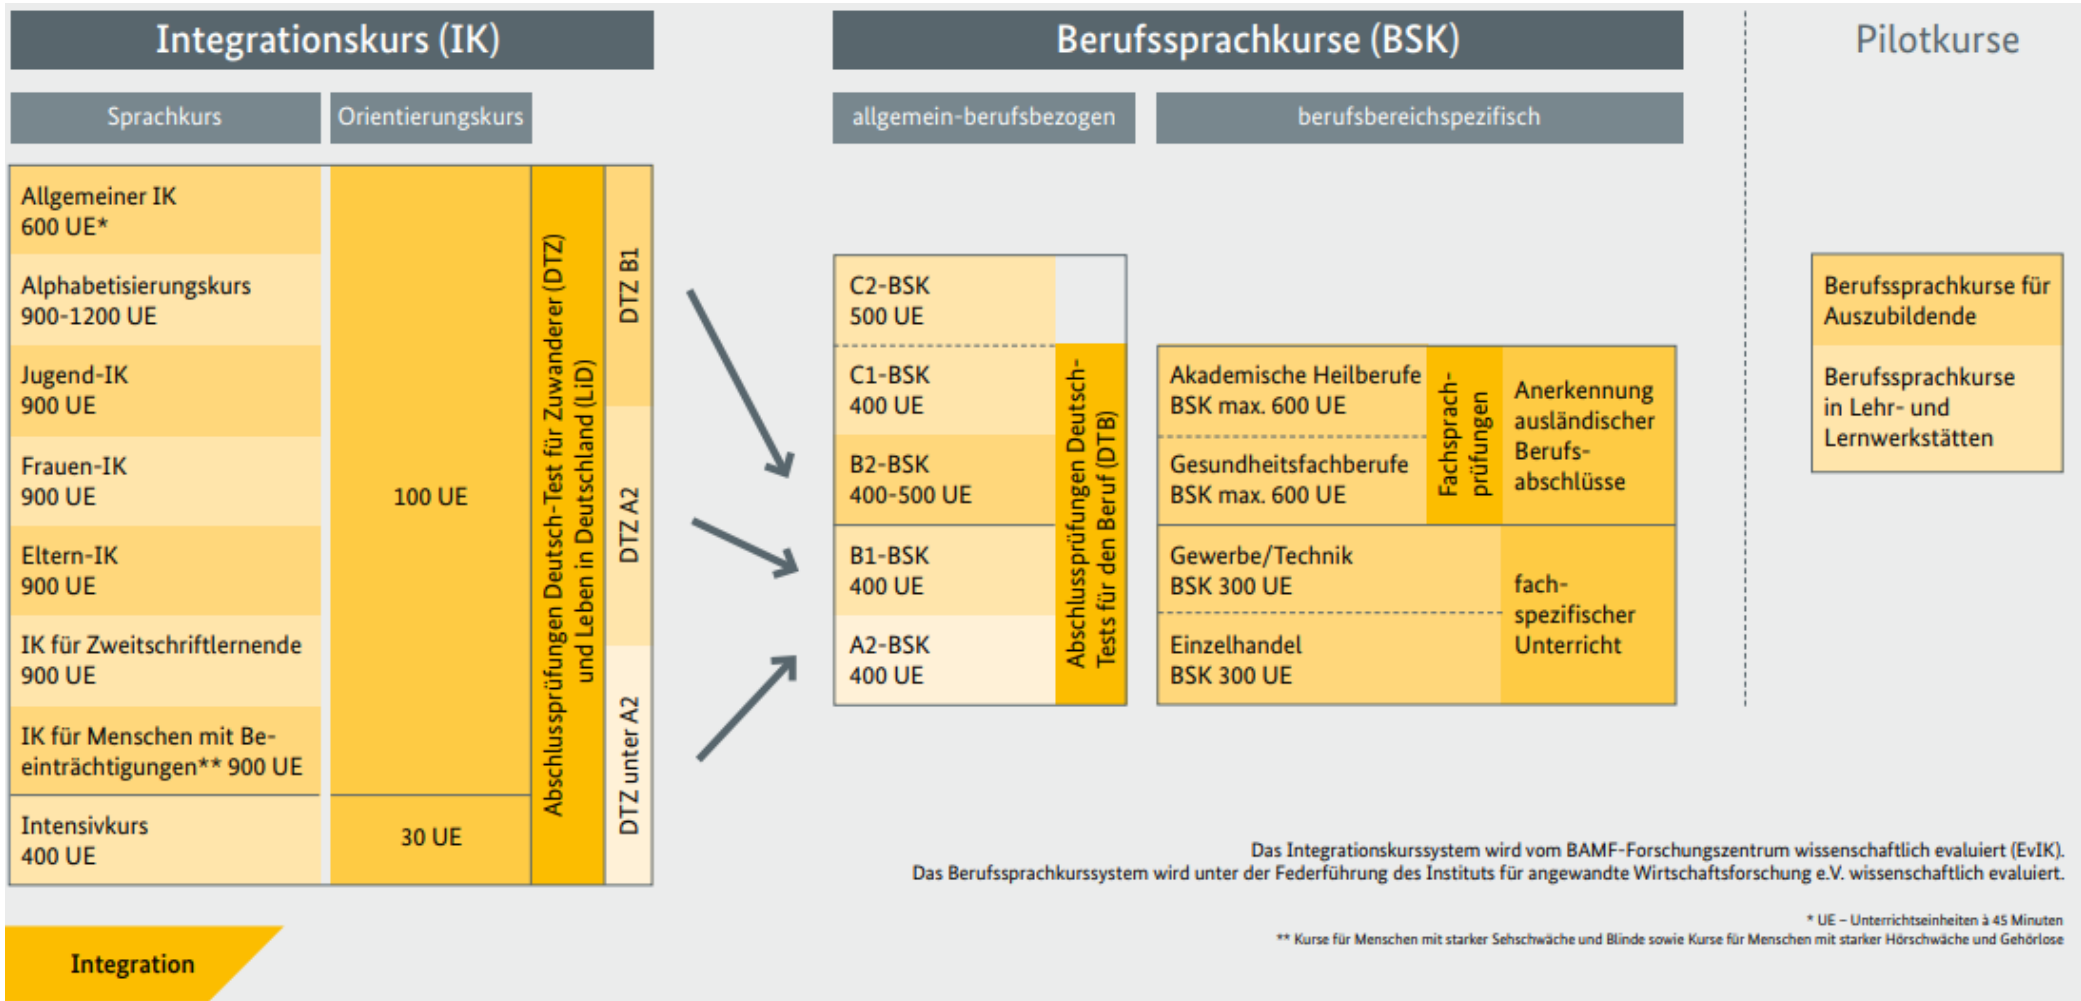 Integrationskurs (IK)
Sprachkurs
Orientierungskurs
Allgemeiner IK
600 UE*
Alphabetisierungskurs
900-1200 UE
Jugend-IK
900 UE
Frauen-IK
900 UE
Eltern-IK
900 UE
IK für Zweitschriftlernende
900 UE
IK für Menschen mit Be-
einträchtigungen** 900 UE
Intensivkurs
400 UE
100 UE
30 UE
Abschlussprüfungen Deutsch-Test für Zuwanderer (DTZ)
und Leben in Deutschland (LiD)
DTZ B1
DTZ A2
DTZ unter A2
Berufssprachkurse (BSK)
allgemein-berufsbezogen
berufsbereichspezifisch
C2-BSK
500 UE
C1-BSK
400 UE
B2-BSK
400-500 UE
B1-BSK
400 UE
A2-BSK
400 UE
Abschlussprüfungen Deutsch-
Tests für den Beruf (DTB)
Akademische Heilberufe
BSK max. 600 UE
Gesundheitsfachberufe
BSK max. 600 UE
Fachsprach-
prüfungen
Anerkennung
ausländischer
Berufs-
abschlüsse
Gewerbe/Technik
BSK 300 UE
Einzelhandel
BSK 300 UE
fach-
spezifischer
Unterricht
Pilotkurse
Berufssprachkurse für
Auszubildende
Berufssprachkurse
in Lehr- und
Lernwerkstätten
Das Integrationskurssystem wird vom BAMF-Forschungszentrum wissenschaftlich evaluiert (EvIK).
Das Berufssprachkurssystem wird unter der Federführung des Instituts für angewandte Wirtschaftsforschung e.V. wissenschaftlich evaluiert.
* UE – Unterrichtseinheiten à 45 Minuten
** Kurse für Menschen mit starker Sehschwäche und Blinde sowie Kurse für Menschen mit starker Hörschwäche und Gehörlose
Integration